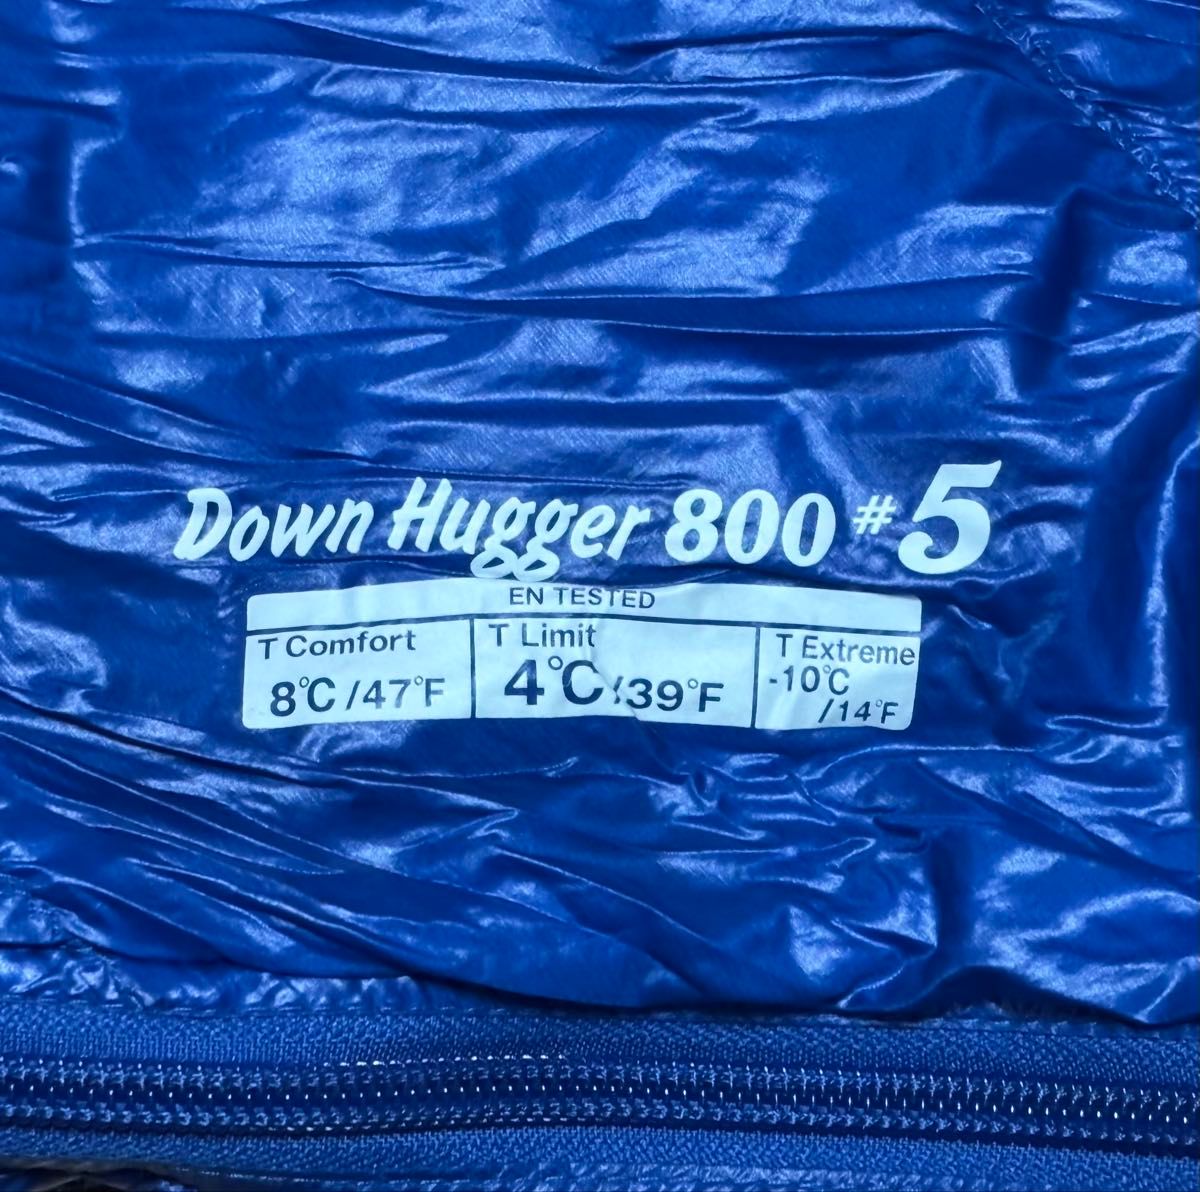 Down Hugger 800 #5
EN TESTED
T Comfort
8℃/47°F
T Limit
4℃/39°F
T Extreme
-10℃
/14°F